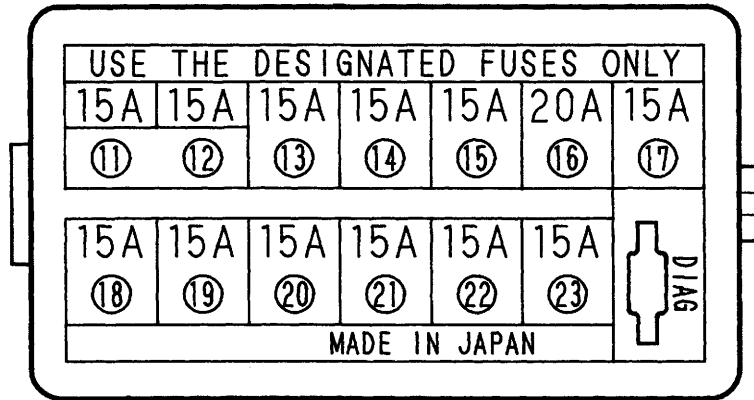 USE THE DESIGNATED FUSES ONLY
15A 15A 15A 15A 15A 20A 15A
⑪ ⑫ ⑬ ⑭ ⑮ ⑯ ⑰
15A 15A 15A 15A 15A 15A
⑱ ⑲ ⑳ ㉑ ㉒ ㉓
DIAG
MADE IN JAPAN